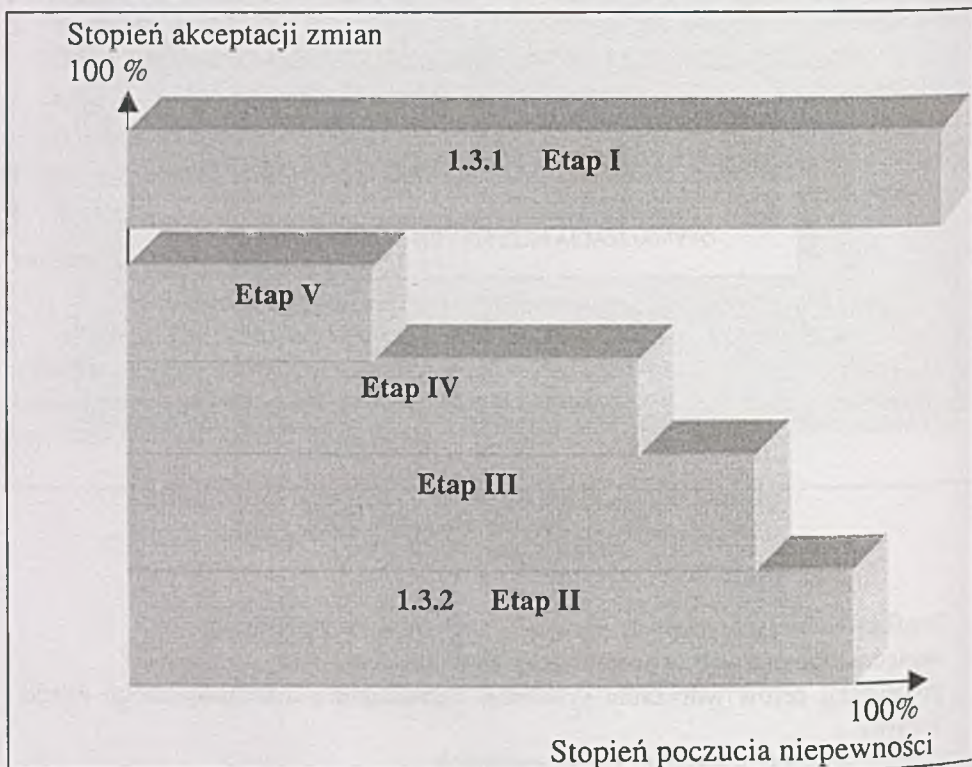 Stopień akceptacji zmian
100 %
1.3.1 Etap I
Etap V
Etap IV
Etap III
1.3.2 Etap II
100%
Stopień poczucia niepewności